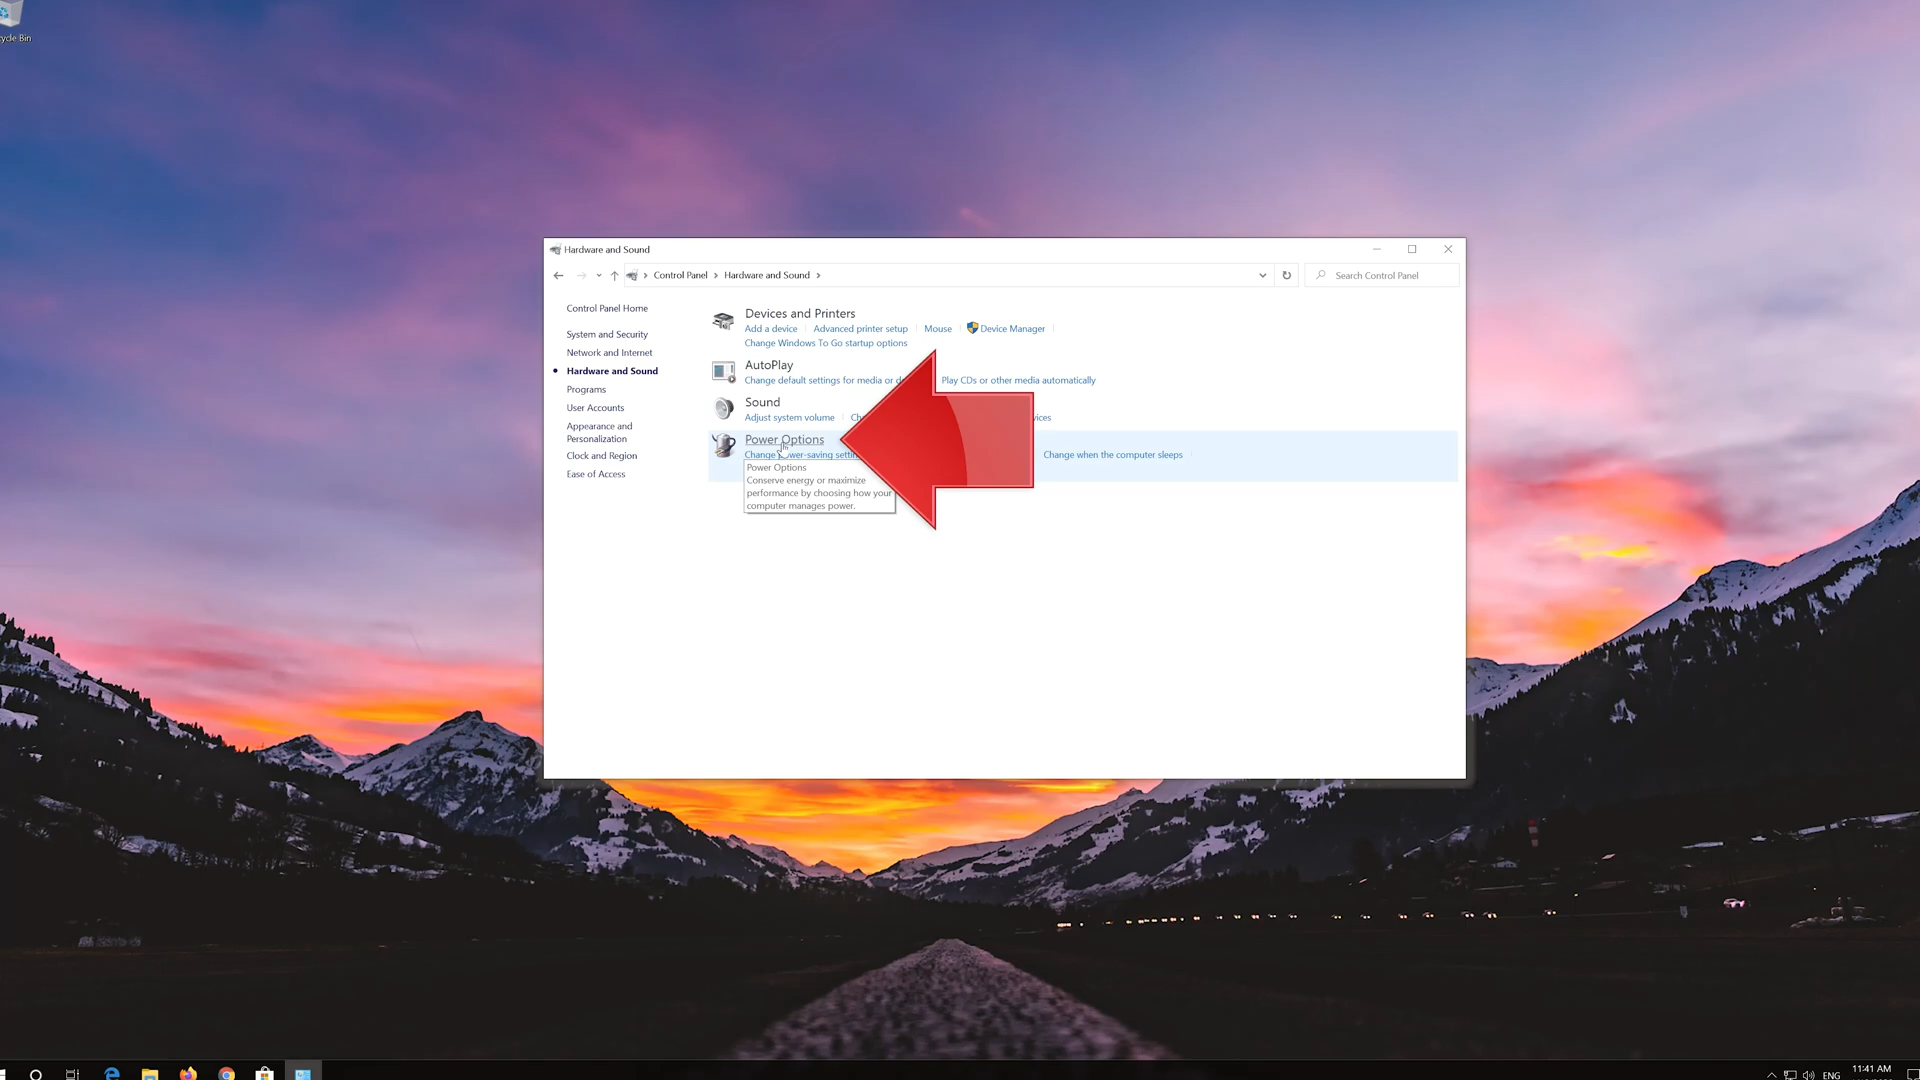 cycle Bin
Hardware and Sound
Control Panel
Hardware and Sound
Search Control Panel
Control Panel Home
System and Security
Network and Internet
Hardware and Sound
Programs
User Accounts
Appearance and
Personalization
Clock and Region
Ease of Access
Devices and Printers
Add a device
Advanced printer setup
Mouse
Device Manager
Change Windows To Go startup options
AutoPlay
Change default settings for media or de
Play CDs or other media automatically
Sound
Adjust system volume
Ch
vices
Power Options
Change power-saving settin
Change when the computer sleeps
Power Options
Conserve energy or maximize
performance by choosing how your
computer manages power.
ENG
11:41 AM